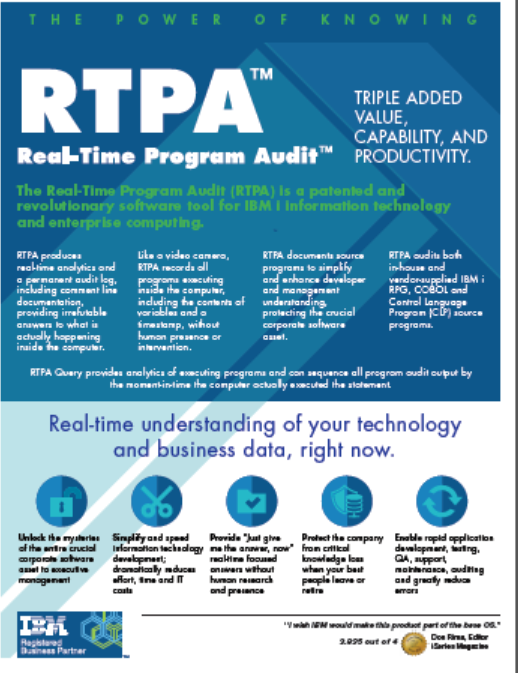 THE POWER OF KNOWING
RTPA™
Real-Time Program Audit™
TRIPLE ADDED
VALUE,
CAPABILITY, AND
PRODUCTIVITY.
The Real-Time Program Audit (RTPA) is a patented and
revolutionary software tool for IBM i information technology
and enterprise computing.
RTPA produces
real-time analytics and
a permanent audit log,
including comment line
documentation,
providing irrefutable
answers to what is
actually happening
inside the computer.
Like a video camera,
RTPA records all
programs executing
inside the computer,
including the contents of
variables and a
timestamp, without
human presence or
intervention.
RTPA documents source
programs to simplify
and enhance developer
and management
understanding,
protecting the crucial
corporate software
asset.
RTPA audits both
in-house and
vendor-supplied IBM i
RPG, COBOL and
Control Language
Program (CLP) source
programs.
RTPA Query provides analytics of executing programs and can sequence all program audit output by
the moment-in-time the computer actually executed the statement.
Real-time understanding of your technology
and business data, right now.
Unlock the mysteries
of the entire crucial
corporate software
asset to executive
management
Simplify and speed
information technology
development;
dramatically reduces
effort, time and IT
costs
Provide "Just give
me the answer, now"
real-time focused
answers without
human research
and presence
Protect the company
from critical
knowledge loss
when your best
people leave or
retire
Enable rapid application
development, testing,
QA, support,
maintenance, auditing
and greatly reduce
errors
IBM
Registered
Business Partner
"I wish IBM would make this product part of the base OS."
3.925 out of 4
Don Rima, Editor
iSeries Magazine